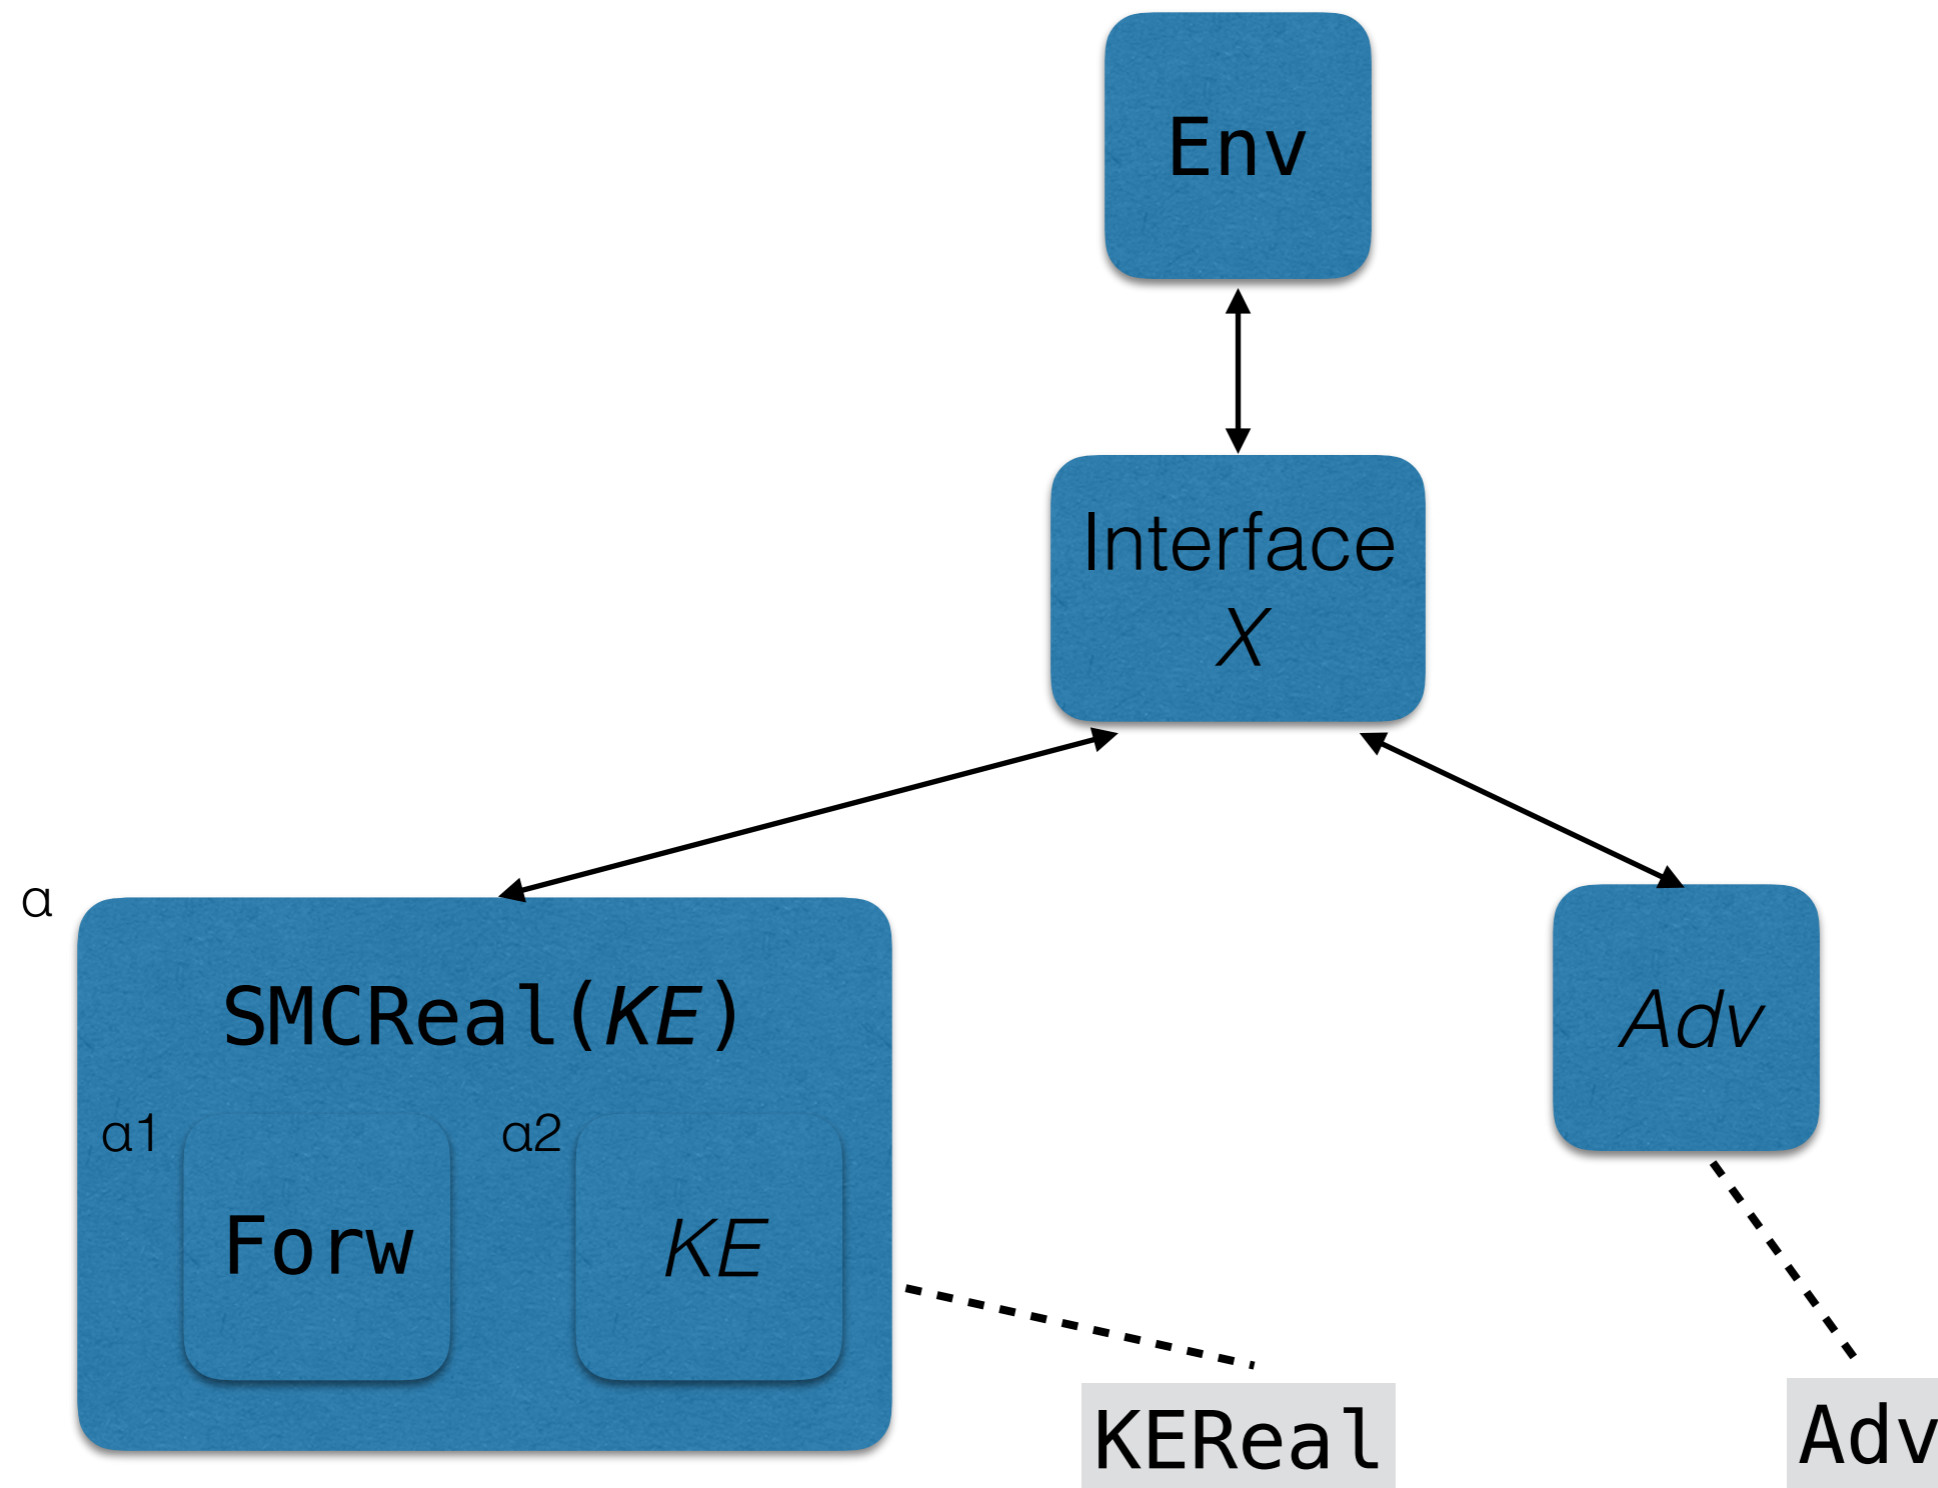 Env
Interface
X
α
SMCReal(KE)
Adv
α1
α2
Forw
KE
KEReal
Adv